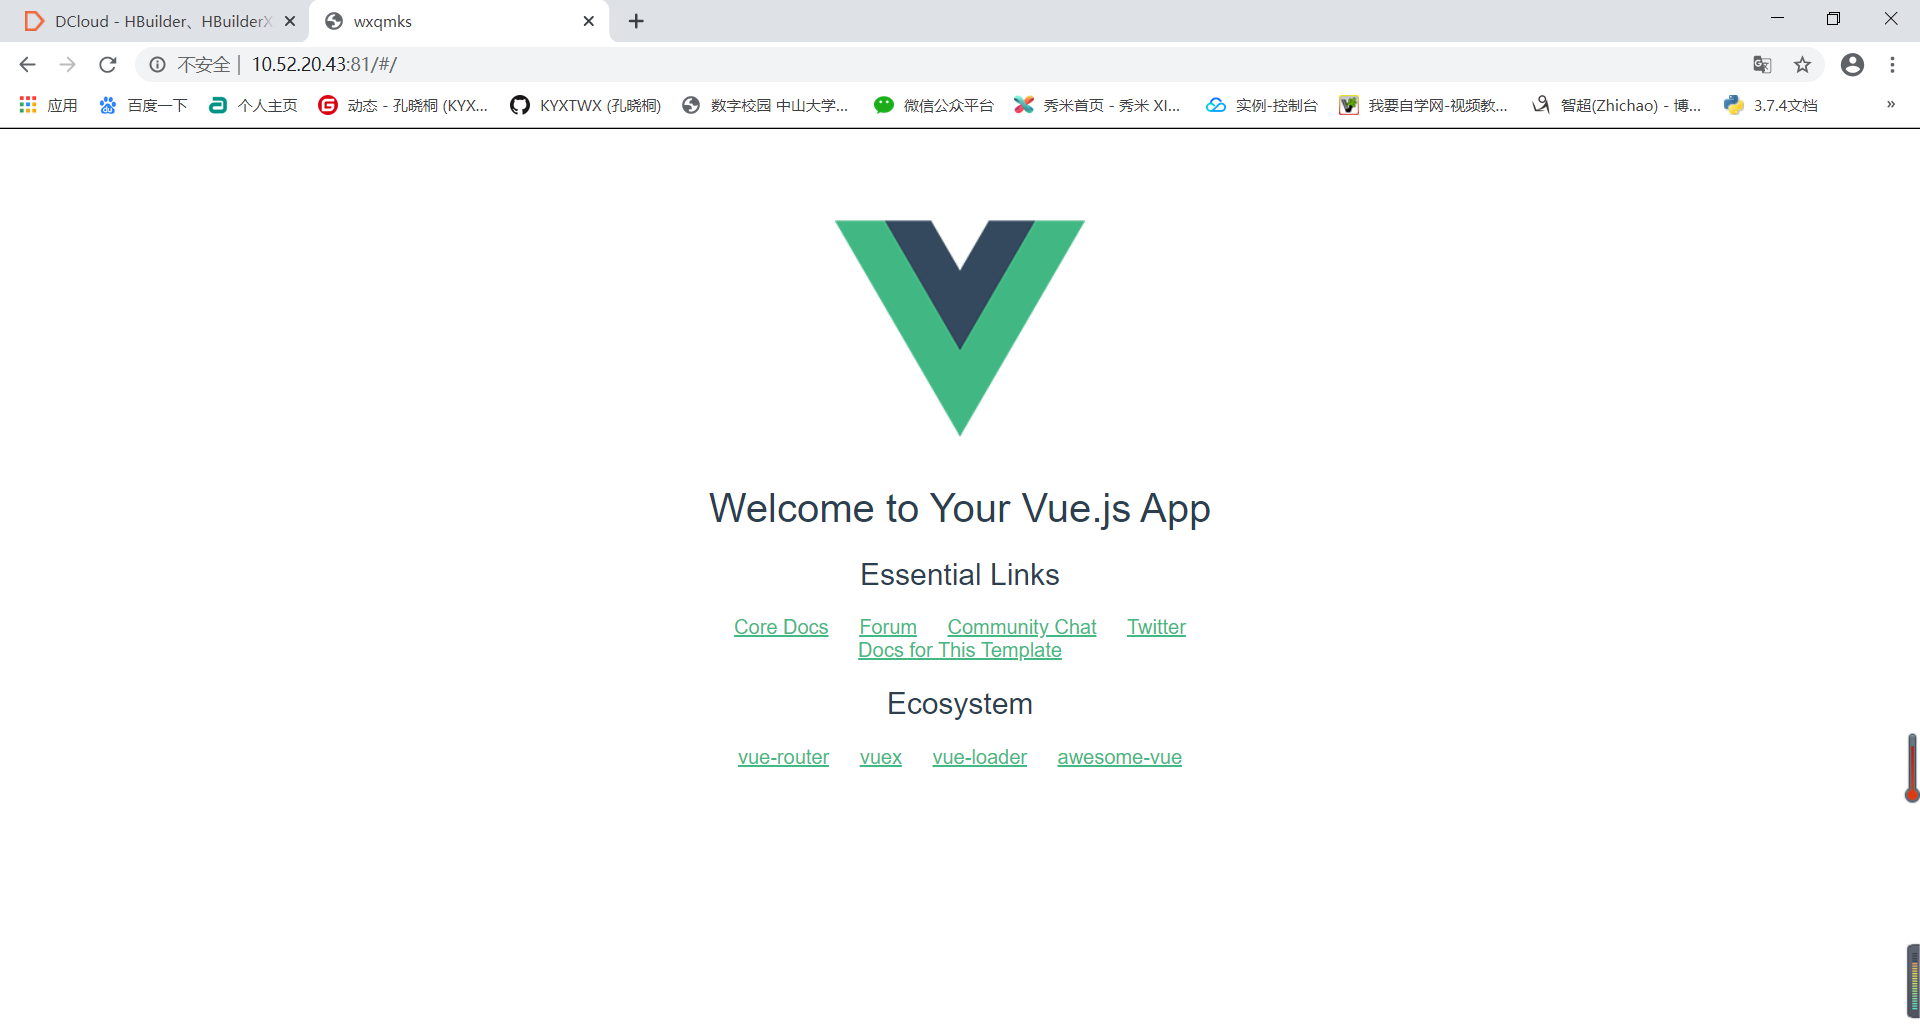 DCloud - HBuilder、HBuilderX
wxqmks
不安全 | 10.52.20.43:81/#/
应用 百度一下 个人主页 动态 - 孔晓桐 (KYX... KYXTWX (孔晓桐) 数字校园 中山大学... 微信公众平台 秀米首页 - 秀米 XI... 实例-控制台 我要自学网-视频教... 智超(Zhichao) - 博... 3.7.4文档 »
Welcome to Your Vue.js App
Essential Links
Core Docs Forum Community Chat Twitter
Docs for This Template
Ecosystem
vue-router vuex vue-loader awesome-vue